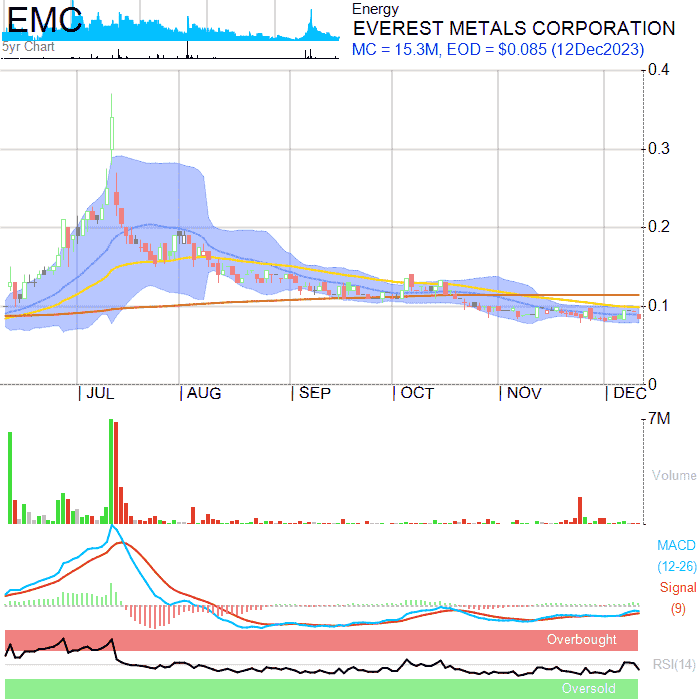 EMC
5yr Chart
Energy
EVEREST METALS CORPORATION
MC = 15.3M, EOD = $0.085 (12Dec2023)
0.4
0.3
0.2
0.1
0
JUL AUG SEP OCT NOV DEC
7M
Volume
MACD
(12-26)
Signal
(9)
Overbought
RSI(14)
Oversold